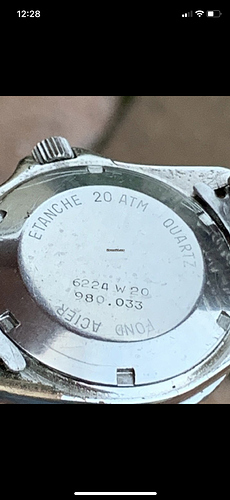 12:28
ETANCHE 20 ATM QUARTZ
6224 W 20
980.033
FOND ACIER